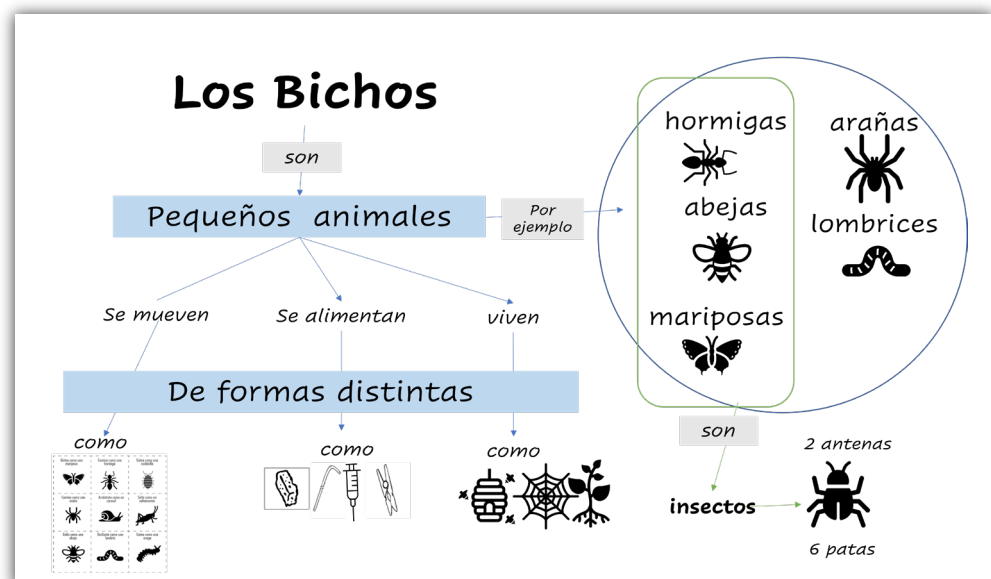 Los Bichos
son
Pequeños animales
Por
ejemplo
hormigas
abejas
mariposas
arañas
lombrices
Se mueven
Se alimentan
viven
De formas distintas
como
como
como
son
insectos
2 antenas
6 patas